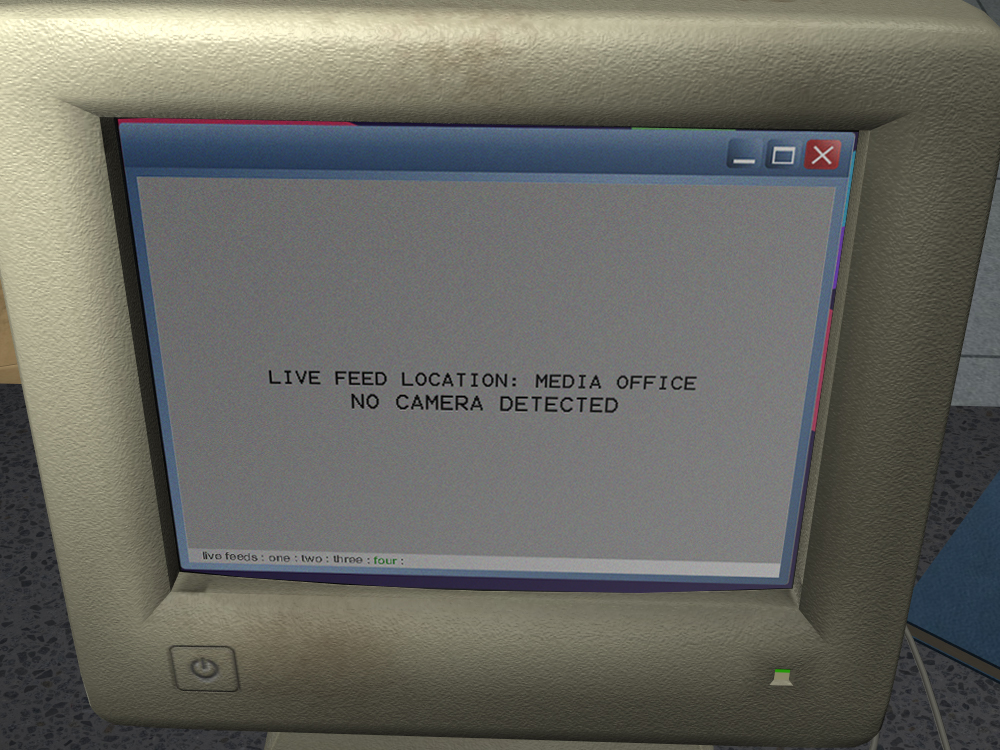 LIVE FEED LOCATION: MEDIA OFFICE
NO CAMERA DETECTED
live feeds : one : two : three : four :